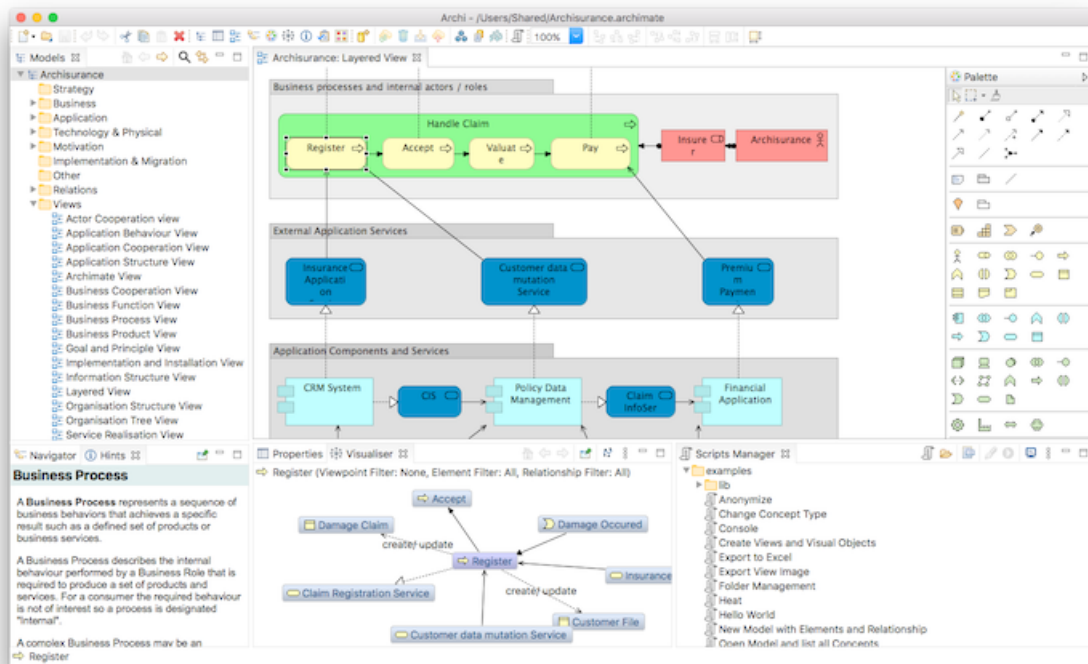 Archi - /Users/Shared/Archisurance.archimate
100%
Models
Archisurance
Strategy
Business
Application
Technology & Physical
Motivation
Implementation & Migration
Other
Relations
Views
Actor Cooperation view
Application Behaviour View
Application Cooperation View
Application Structure View
Archimate View
Business Cooperation View
Business Function View
Business Process View
Business Product View
Goal and Principle View
Implementation and Installation View
Information Structure View
Layered View
Organisation Structure View
Organisation Tree View
Service Realisation View
Archisurance: Layered View
Business processes and internal actors / roles
Handle Claim
Register
Accept
Valuat
e
Pay
Insure
r
Archisurance
External Application Services
Insurance
Applicati
on
Customer data
mutation
Service
Premiu
m
Paymen
Application Components and Services
CRM System
CIS
Policy Data
Management
Claim
InfoSer
Financial
Application
Palette
Navigator
Hints
Business Process
A Business Process represents a sequence of
business behaviors that achieves a specific
result such as a defined set of products or
business services.
A Business Process describes the internal
behaviour performed by a Business Role that is
required to produce a set of products and
services. For a consumer the required behaviour
is not of interest so a process is designated
"internal".
A complex Business Process may be an
Register
Properties
Visualiser
Register (Viewpoint Filter: None, Element Filter: All, Relationship Filter: All)
Accept
Damage Claim
Damage Occured
create/ update
Register
Insurance
Claim Registration Service
create/ update
Customer File
Customer data mutation Service
Scripts Manager
examples
lib
Anonymize
Change Concept Type
Console
Create Views and Visual Objects
Export to Excel
Export View Image
Folder Management
Heat
Hello World
New Model with Elements and Relationship
Open Model and list all Concepts